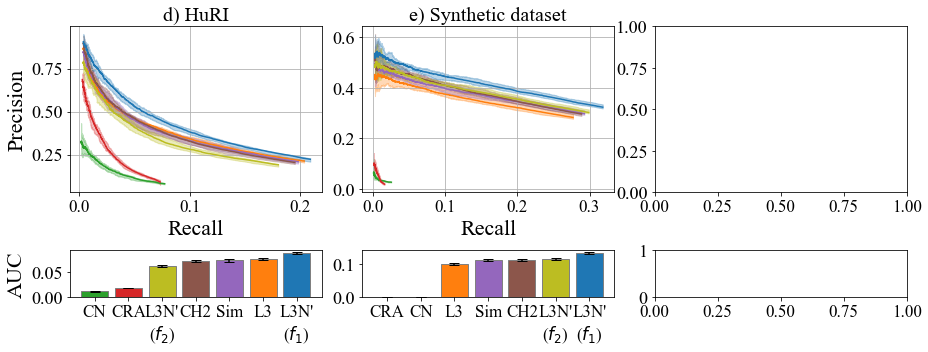 d) HuRI
e) Synthetic dataset
Precision
0.75
0.50
0.25
0.0
0.1
0.2
Recall
0.6
0.4
0.2
0.0
0.0
0.1
0.2
0.3
Recall
1.00
0.75
0.50
0.25
0.00
0.00
0.25
0.50
0.75
1.00
AUC
0.05
0.00
CN
CRA
L3N'
(f1)
CH2
Sim
L3
L3N'
(f2)
0.1
0.0
CRA
CN
L3
Sim
CH2
L3N'
(f2)
L3N'
(f1)
1
0
0.00
0.25
0.50
0.75
1.00